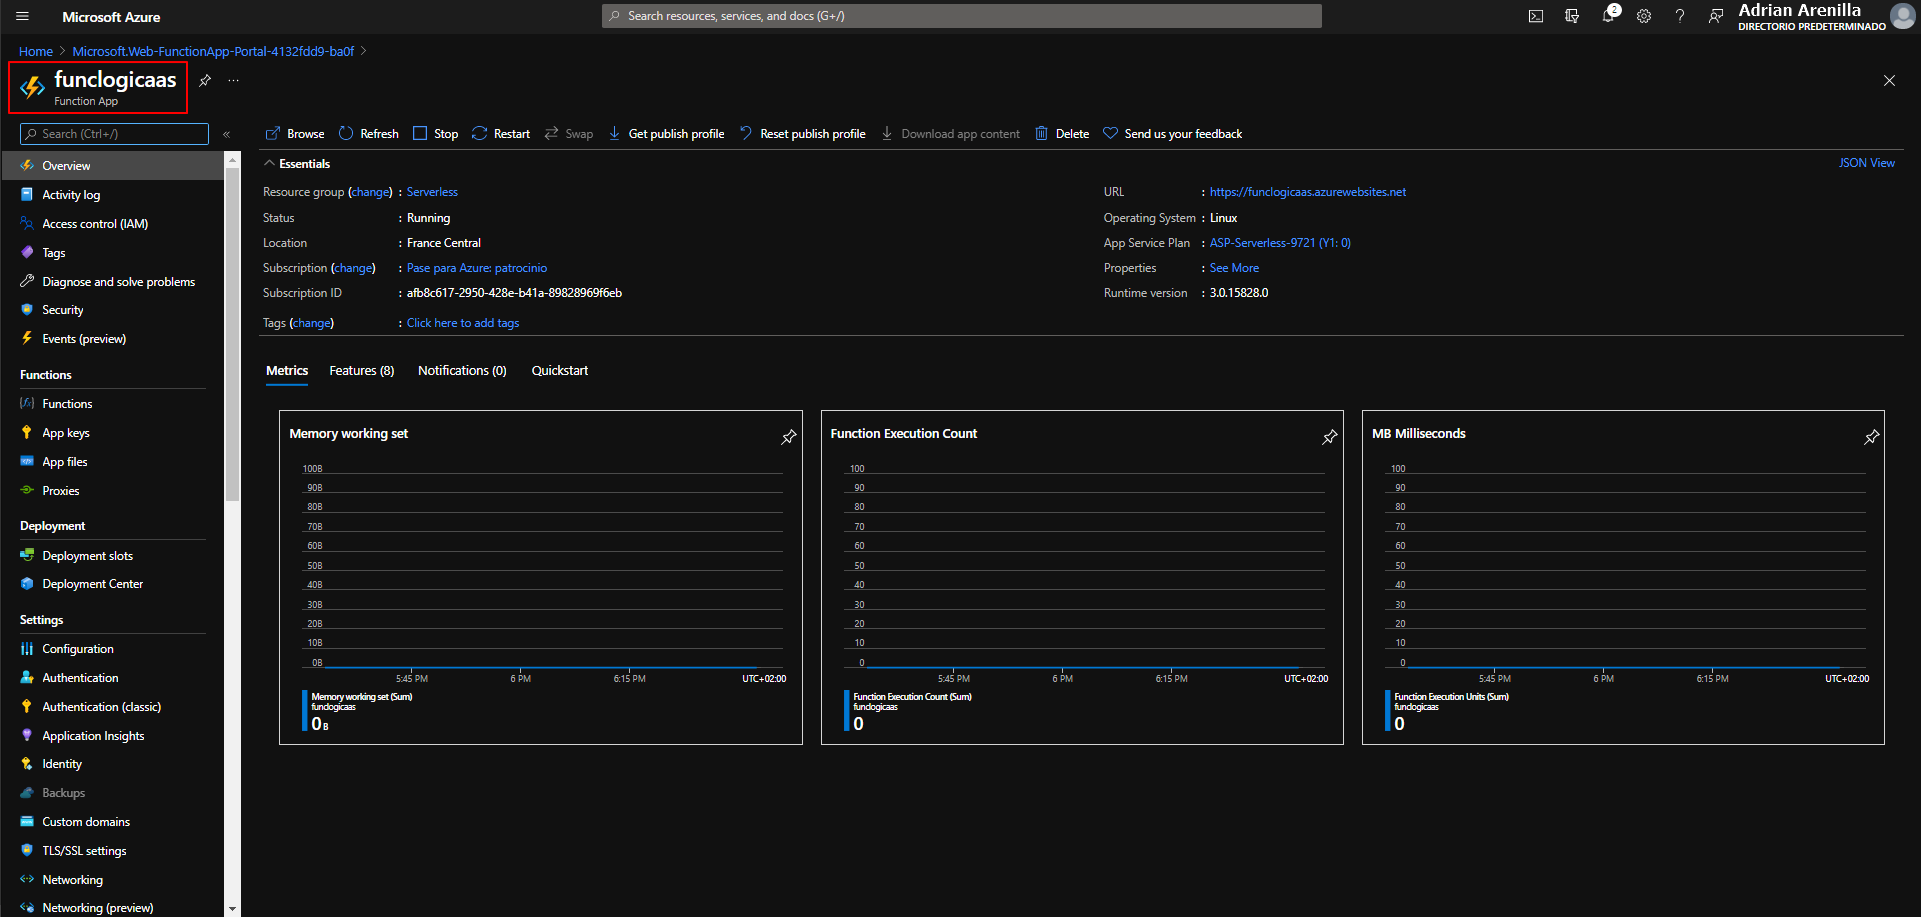 Microsoft Azure
Search resources, services, and docs (G+/)
2
Adrian Arenilla
DIRECTORIO PREDETERMINADO
Home > Microsoft.Web-FunctionApp-Portal-4132fdd9-ba0f >
funclogicaas
Function App
Search (Ctrl+/)
«
Overview
Activity log
Access control (IAM)
Tags
Diagnose and solve problems
Security
Events (preview)
Functions
Functions
App keys
App files
Proxies
Deployment
Deployment slots
Deployment Center
Settings
Configuration
Authentication
Authentication (classic)
Application Insights
Identity
Backups
Custom domains
TLS/SSL settings
Networking
Networking (preview)
Browse Refresh Stop Restart Swap Get publish profile Reset publish profile Download app content Delete Send us your feedback
Essentials
JSON View
Resource group (change) : Serverless
Status : Running
Location : France Central
Subscription (change) : Pase para Azure: patrocinio
Subscription ID : afb8c617-2950-428e-b41a-89828969f6eb
Tags (change) : Click here to add tags
URL : https://funclogicaas.azurewebsites.net
Operating System : Linux
App Service Plan : ASP-Serverless-9721 (Y1: 0)
Properties : See More
Runtime version : 3.0.15828.0
Metrics Features (8) Notifications (0) Quickstart
Memory working set
100B
90B
80B
70B
60B
50B
40B
30B
20B
10B
0B
5:45 PM 6 PM 6:15 PM UTC+02:00
Memory working set (Sum)
funclogicaas
0 B
Function Execution Count
100
90
80
70
60
50
40
30
20
10
0
5:45 PM 6 PM 6:15 PM UTC+02:00
Function Execution Count (Sum)
funclogicaas
0
MB Milliseconds
100
90
80
70
60
50
40
30
20
10
0
5:45 PM 6 PM 6:15 PM UTC+02:00
Function Execution Units (Sum)
funclogicaas
0